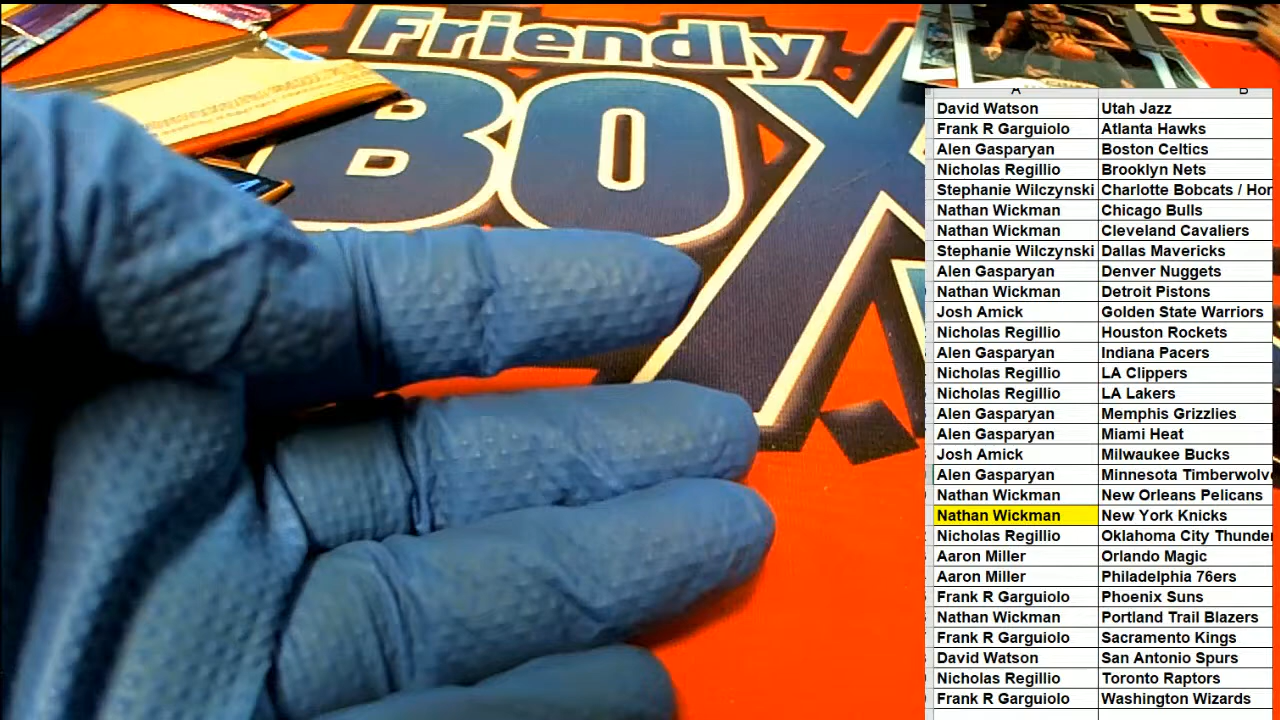 Friendly
BOX
BC
A B
David Watson Utah Jazz
Frank R Garguiolo Atlanta Hawks
Alen Gasparyan Boston Celtics
Nicholas Regillio Brooklyn Nets
Stephanie Wilczynski Charlotte Bobcats / Hor
Nathan Wickman Chicago Bulls
Nathan Wickman Cleveland Cavaliers
Stephanie Wilczynski Dallas Mavericks
Alen Gasparyan Denver Nuggets
Nathan Wickman Detroit Pistons
Josh Amick Golden State Warriors
Nicholas Regillio Houston Rockets
Alen Gasparyan Indiana Pacers
Nicholas Regillio LA Clippers
Nicholas Regillio LA Lakers
Alen Gasparyan Memphis Grizzlies
Alen Gasparyan Miami Heat
Josh Amick Milwaukee Bucks
Alen Gasparyan Minnesota Timberwolve
Nathan Wickman New Orleans Pelicans
Nathan Wickman New York Knicks
Nicholas Regillio Oklahoma City Thunder
Aaron Miller Orlando Magic
Aaron Miller Philadelphia 76ers
Frank R Garguiolo Phoenix Suns
Nathan Wickman Portland Trail Blazers
Frank R Garguiolo Sacramento Kings
David Watson San Antonio Spurs
Nicholas Regillio Toronto Raptors
Frank R Garguiolo Washington Wizards